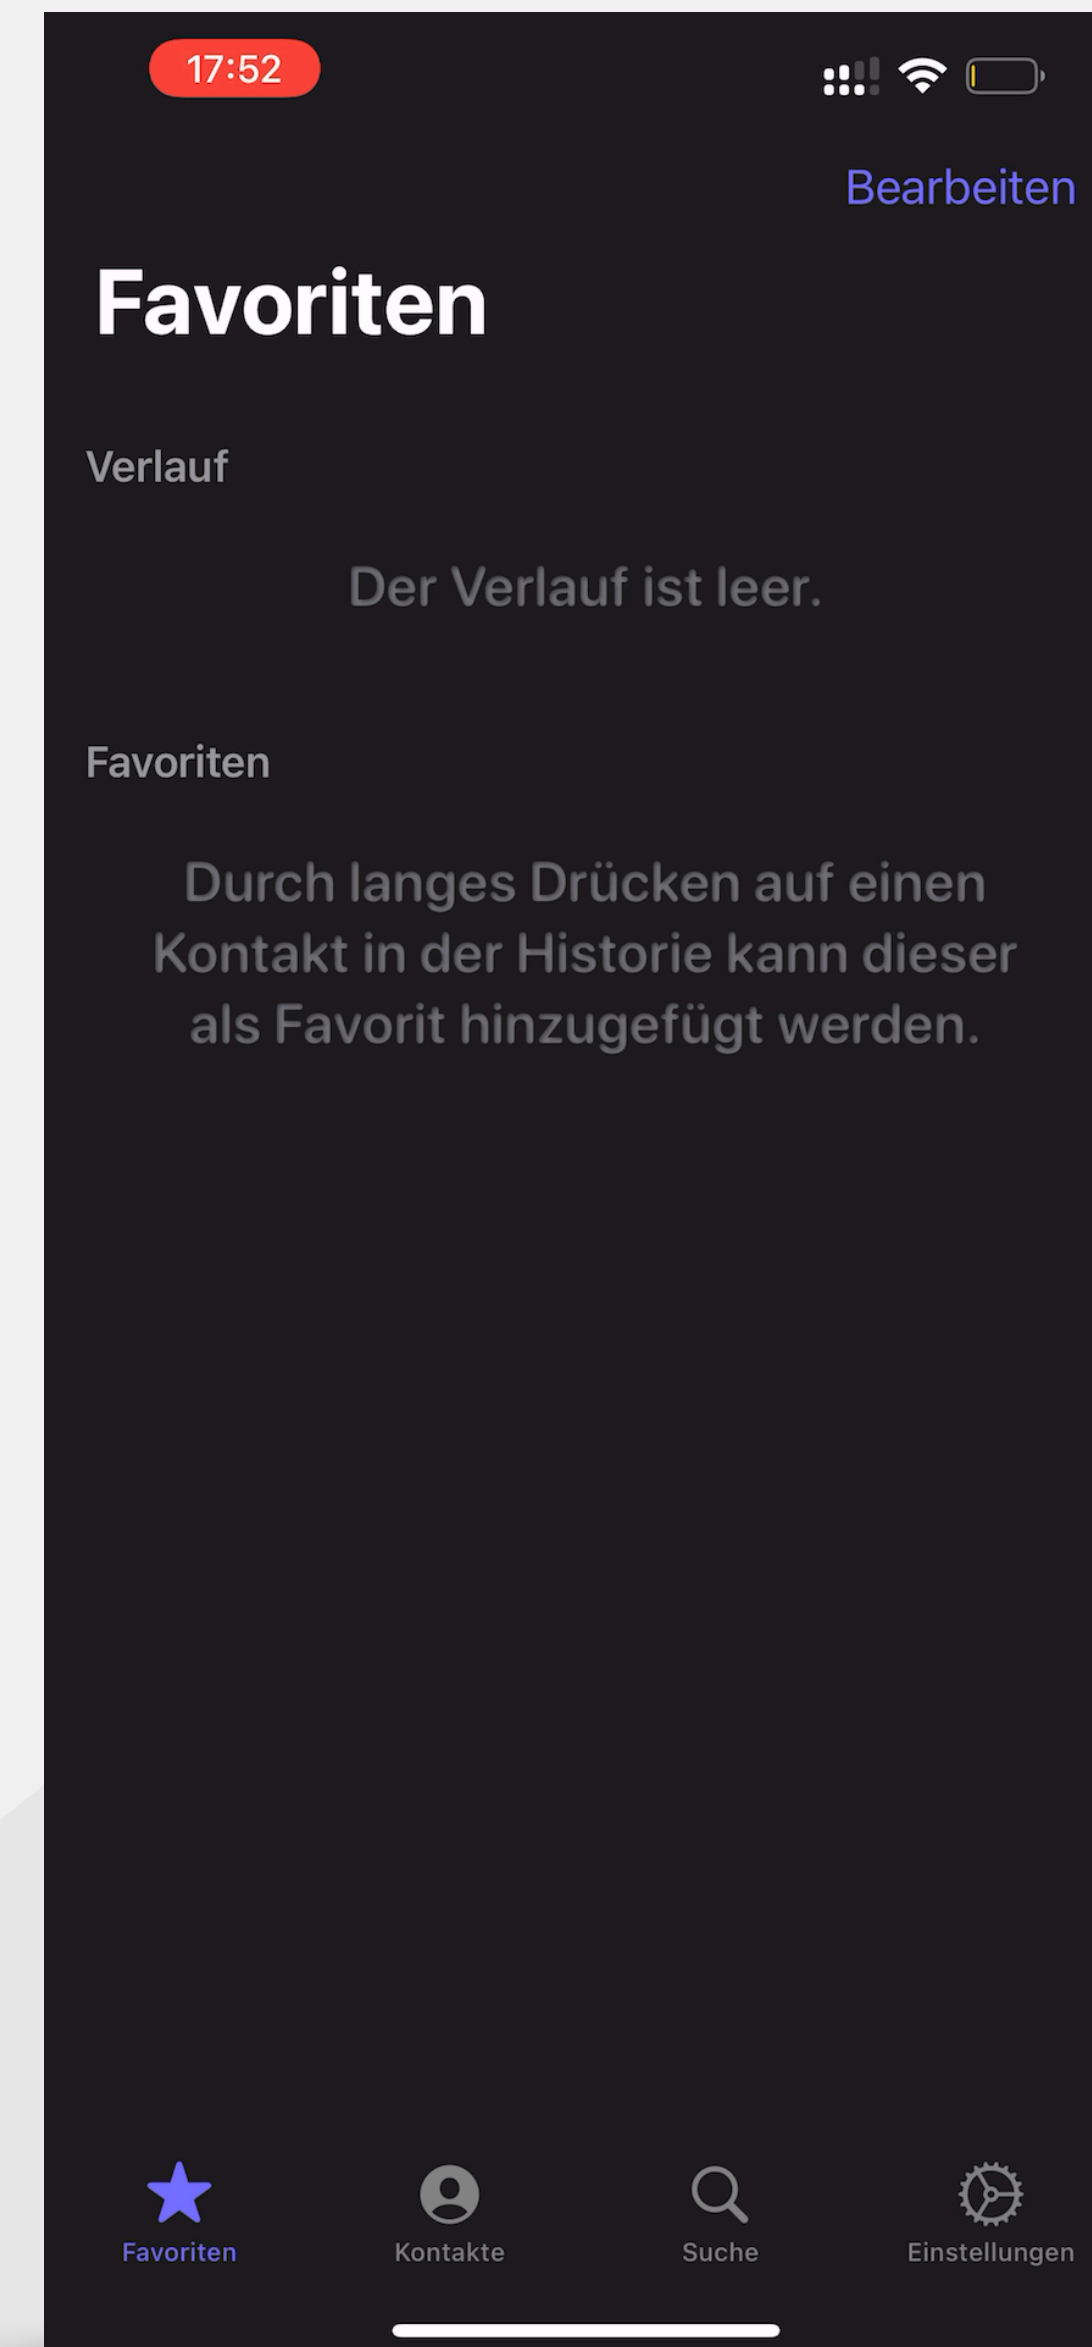 17:52
Bearbeiten
Favoriten
Verlauf
Der Verlauf ist leer.
Favoriten
Durch langes Drücken auf einen
Kontakt in der Historie kann dieser
als Favorit hinzugefügt werden.
Favoriten
Kontakte
Suche
Einstellungen